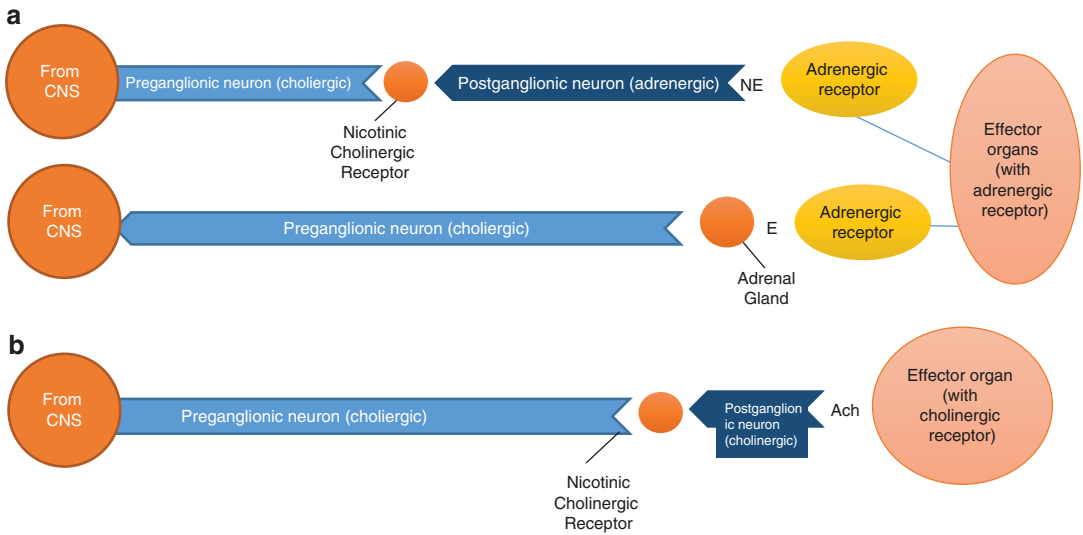 a
From
CNS
Preganglionic neuron (choliergic)
Nicotinic
Cholinergic
Receptor
Postganglionic neuron (adrenergic)
NE
Adrenergic
receptor
Effector
organs
(with
adrenergic
receptor)
From
CNS
Preganglionic neuron (choliergic)
Adrenal
Gland
E
Adrenergic
receptor
b
From
CNS
Preganglionic neuron (choliergic)
Nicotinic
Cholinergic
Receptor
Postganglion
ic neuron
(cholinergic)
Ach
Effector organ
(with
cholinergic
receptor)